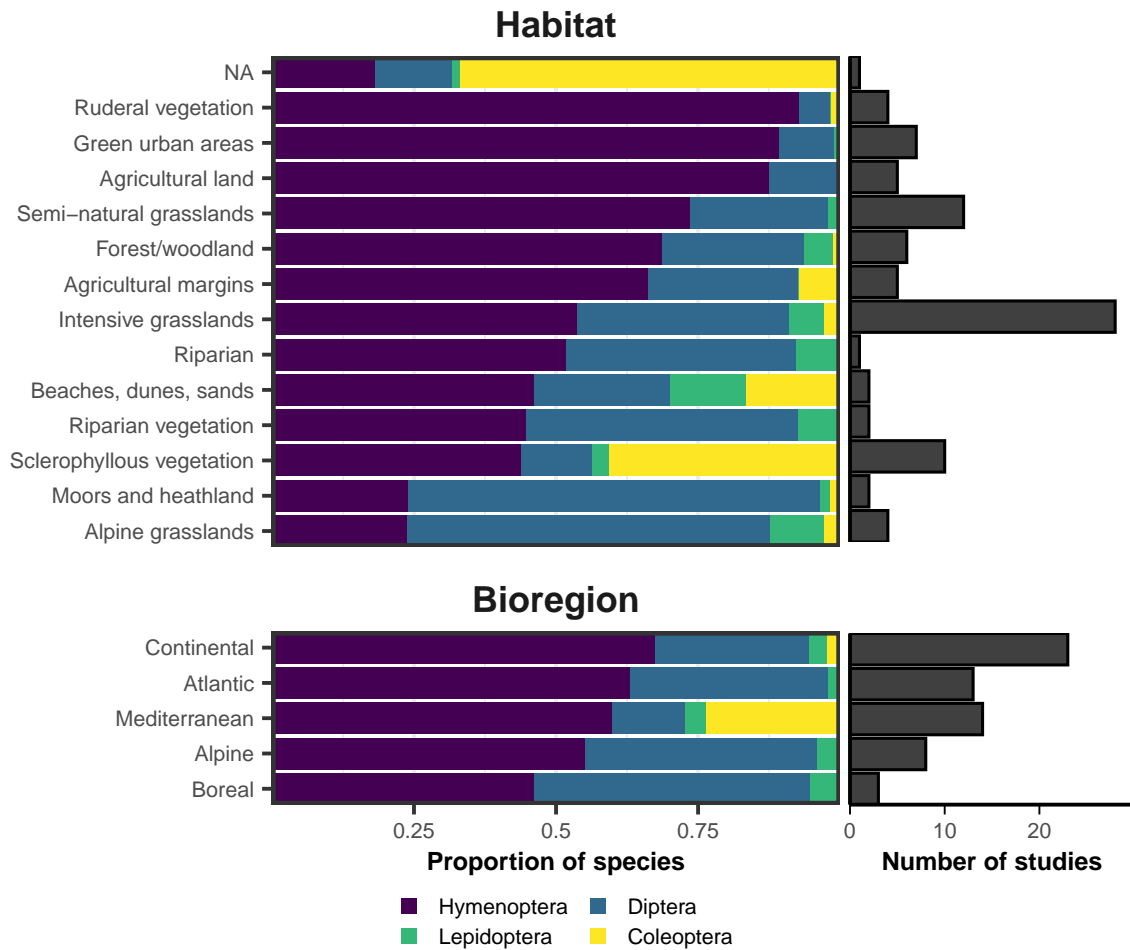 Habitat
NA
Ruderal vegetation
Green urban areas
Agricultural land
Semi−natural grasslands
Forest/woodland
Agricultural margins
Intensive grasslands
Riparian
Beaches, dunes, sands
Riparian vegetation
Sclerophyllous vegetation
Moors and heathland
Alpine grasslands
Bioregion
Continental
Atlantic
Mediterranean
Alpine
Boreal
0.25 0.5 0.75 0 10 20
Proportion of species Number of studies
Hymenoptera Diptera
Lepidoptera Coleoptera